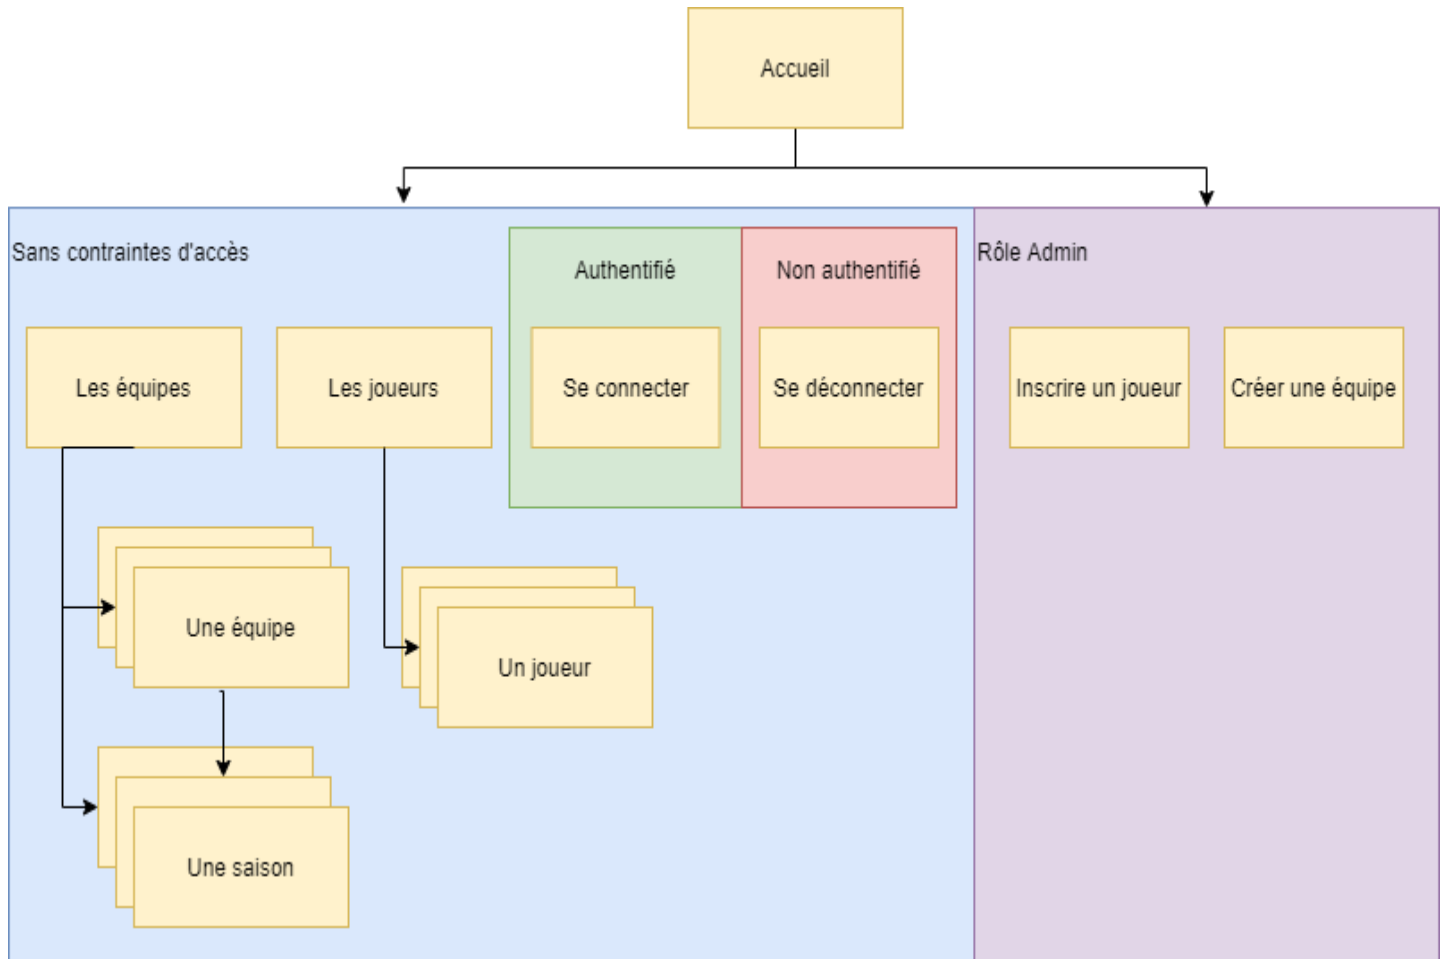 Accueil
Sans contraintes d'accès
Authentifié
Non authentifié
Rôle Admin
Les équipes
Les joueurs
Se connecter
Se déconnecter
Inscrire un joueur
Créer une équipe
Une équipe
Un joueur
Une saison